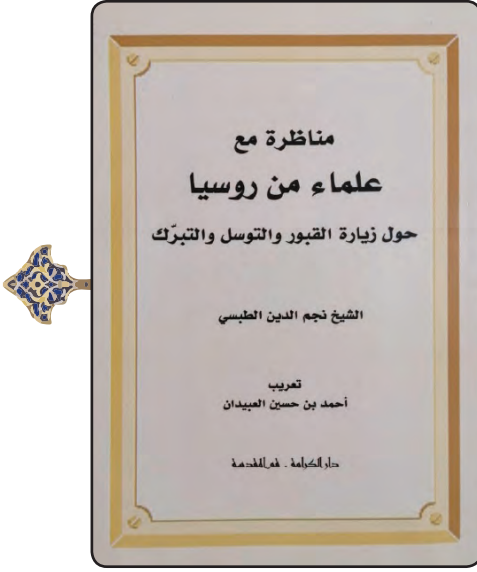 مناظرة مع
علماء من روسيا
حول زيارة القبور والتوسل والتبرّك
الشيخ نجم الدين الطبسي
تعريب
أحمد بن حسين العبيدان
دار الكرامة . قم المقدسة